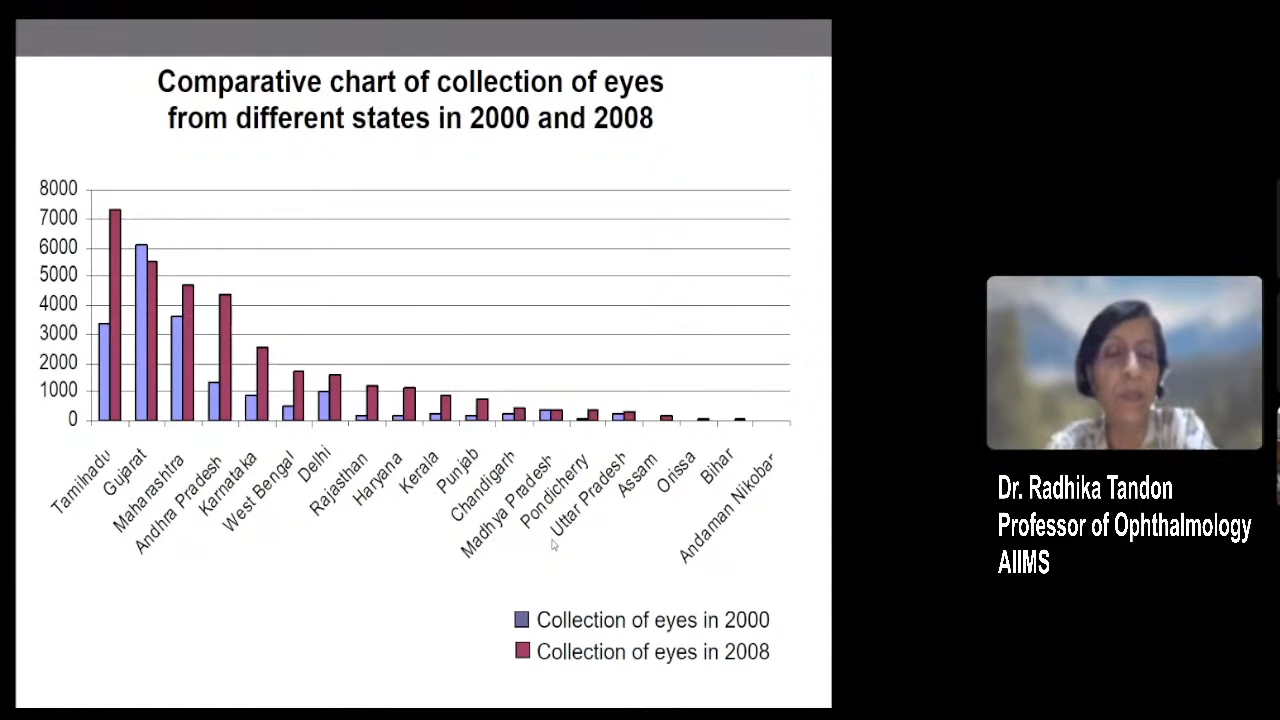 Comparative chart of collection of eyes
from different states in 2000 and 2008
8000
7000
6000
5000
4000
3000
2000
1000
0
Tamilnadu
Gujarat
Maharashtra
Andhra Pradesh
Karnataka
West Bengal
Delhi
Rajasthan
Haryana
Kerala
Punjab
Chandigarh
Madhya Pradesh
Pondicherry
Uttar Pradesh
Assam
Orissa
Bihar
Andaman Nikobar
Collection of eyes in 2000
Collection of eyes in 2008
Dr. Radhika Tandon
Professor of Ophthalmology
AIIMS